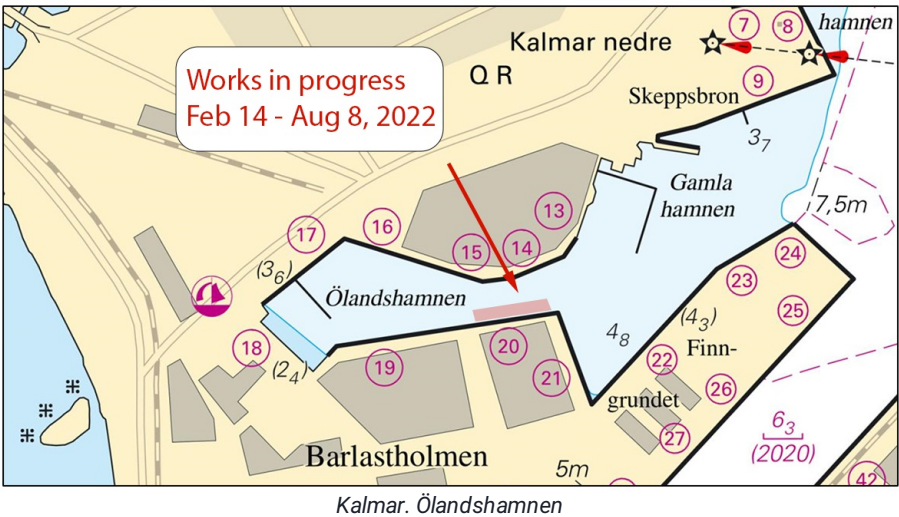 hamnen
7
8
Kalmar nedre
Q R
9
Works in progress
Feb 14 - Aug 8, 2022
Skeppsbron
3₇
Gamla
hamnen
7,5m
13
16
17
15
14
24
(3₆)
Ölandshamnen
23
25
(4₃)
4₈
Finn-
18
(2₄)
19
20
21
22
26
grundet
27
6₃
(2020)
Barlastholmen
5m
42
Kalmar. Ölandshamnen